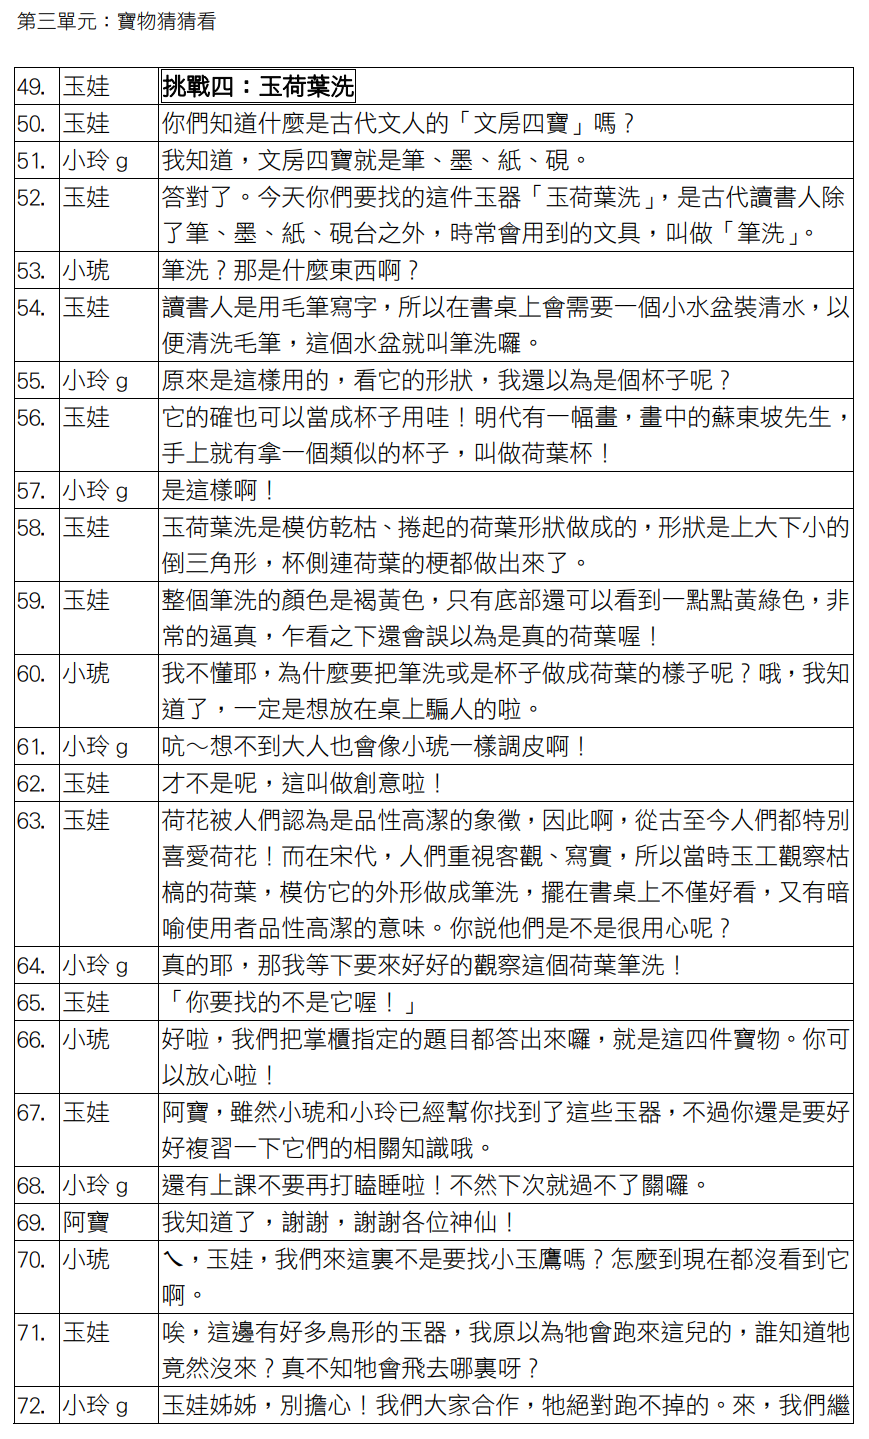 第三單元：寶物猜猜看
49. 玉娃 挑戰四：玉荷葉洗
50. 玉娃 你們知道什麼是古代文人的「文房四寶」嗎？
51. 小玲 g 我知道，文房四寶就是筆、墨、紙、硯。
52. 玉娃 答對了。今天你們要找的這件玉器「玉荷葉洗」，是古代讀書人除
了筆、墨、紙、硯台之外，時常會用到的文具，叫做「筆洗」。
53. 小琥 筆洗？那是什麼東西啊？
54. 玉娃 讀書人是用毛筆寫字，所以在書桌上會需要一個小水盆裝清水，以
便清洗毛筆，這個水盆就叫筆洗囉。
55. 小玲 g 原來是這樣用的，看它的形狀，我還以為是個杯子呢？
56. 玉娃 它的確也可以當成杯子用哇！明代有一幅畫，畫中的蘇東坡先生，
手上就有拿一個類似的杯子，叫做荷葉杯！
57. 小玲 g 是這樣啊！
58. 玉娃 玉荷葉洗是模仿乾枯、捲起的荷葉形狀做成的，形狀是上大下小的
倒三角形，杯側連荷葉的梗都做出來了。
59. 玉娃 整個筆洗的顏色是褐黃色，只有底部還可以看到一點點黃綠色，非
常的逼真，乍看之下還會誤以為是真的荷葉喔！
60. 小琥 我不懂耶，為什麼要把筆洗或是杯子做成荷葉的樣子呢？哦，我知
道了，一定是想放在桌上騙人的啦。
61. 小玲 g 吭～想不到大人也會像小琥一樣調皮啊！
62. 玉娃 才不是呢，這叫做創意啦！
63. 玉娃 荷花被人們認為是品性高潔的象徵，因此啊，從古至今人們都特別
喜愛荷花！而在宋代，人們重視客觀、寫實，所以當時玉工觀察枯
槁的荷葉，模仿它的外形做成筆洗，擺在書桌上不僅好看，又有暗
喻使用者品性高潔的意味。你説他們是不是很用心呢？
64. 小玲 g 真的耶，那我等下要來好好的觀察這個荷葉筆洗！
65. 玉娃 「你要找的不是它喔！」
66. 小琥 好啦，我們把掌櫃指定的題目都答出來囉，就是這四件寶物。你可
以放心啦！
67. 玉娃 阿寶，雖然小琥和小玲已經幫你找到了這些玉器，不過你還是要好
好複習一下它們的相關知識哦。
68. 小玲 g 還有上課不要再打瞌睡啦！不然下次就過不了關囉。
69. 阿寶 我知道了，謝謝，謝謝各位神仙！
70. 小琥 ㄟ，玉娃，我們來這裏不是要找小玉鷹嗎？怎麼到現在都沒看到它
啊。
71. 玉娃 唉，這邊有好多鳥形的玉器，我原以為牠會跑來這兒的，誰知道牠
竟然沒來？真不知牠會飛去哪裏呀？
72. 小玲 g 玉娃姊姊，別擔心！我們大家合作，牠絕對跑不掉的。來，我們繼